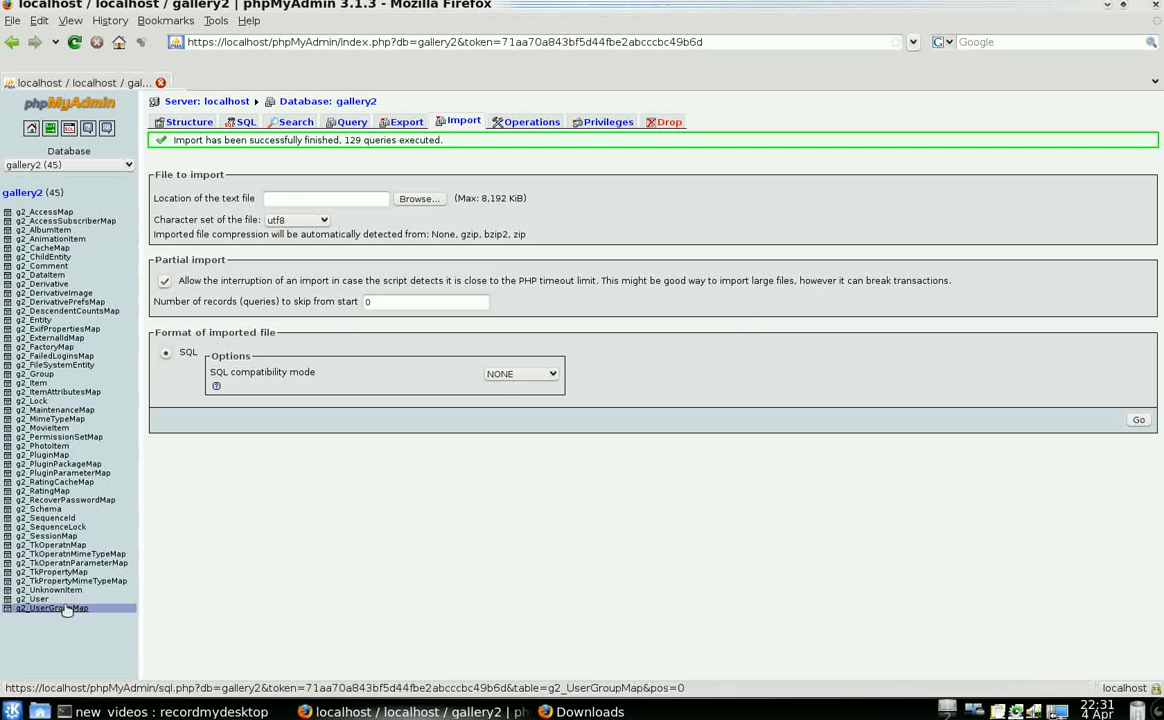 localhost / localhost / gallery2 | phpMyAdmin 3.1.3 - Mozilla Firefox
File Edit View History Bookmarks Tools Help
https://localhost/phpMyAdmin/index.php?db=gallery2&token=71aa70a843bf5d44fbe2abcccbc49b6d
Google
localhost / localhost / gal...
phpMyAdmin
Database
gallery2 (45)
gallery2 (45)
g2_AccessMap
g2_AccessSubscriberMap
g2_AlbumItem
g2_AnimationItem
g2_CacheMap
g2_ChildEntity
g2_Comment
g2_DataItem
g2_Derivative
g2_DerivativeImage
g2_DerivativePrefsMap
g2_DescendentCountsMap
g2_Entity
g2_ExifPropertiesMap
g2_ExternalIdMap
g2_FactoryMap
g2_FailedLoginsMap
g2_FileSystemEntity
g2_Group
g2_Item
g2_ItemAttributesMap
g2_Lock
g2_MaintenanceMap
g2_MimeTypeMap
g2_MovieItem
g2_PermissionSetMap
g2_PhotoItem
g2_PluginMap
g2_PluginPackageMap
g2_PluginParameterMap
g2_RatingCacheMap
g2_RatingMap
g2_RecoverPasswordMap
g2_Schema
g2_SequenceId
g2_SequenceLock
g2_SessionMap
g2_TkOperatnMap
g2_TkOperatnMimeTypeMap
g2_TkOperatnParameterMap
g2_TkPropertyMap
g2_TkPropertyMimeTypeMap
g2_UnknownItem
g2_User
g2_UserGroupMap
Server: localhost Database: gallery2
Structure SQL Search Query Export Import Operations Privileges Drop
Import has been successfully finished, 129 queries executed.
File to import
Location of the text file Browse... (Max: 8,192 KiB)
Character set of the file: utf8
Imported file compression will be automatically detected from: None, gzip, bzip2, zip
Partial import
Allow the interruption of an import in case the script detects it is close to the PHP timeout limit. This might be good way to import large files, however it can break transactions.
Number of records (queries) to skip from start 0
Format of imported file
SQL
Options
SQL compatibility mode NONE
Go
https://localhost/phpMyAdmin/sql.php?db=gallery2&token=71aa70a843bf5d44fbe2abcccbc49b6d&table=g2_UserGroupMap&pos=0
localhost
new_videos : recordmydesktop
localhost / localhost / gallery2 | ph
Downloads
22:31
4 Apr